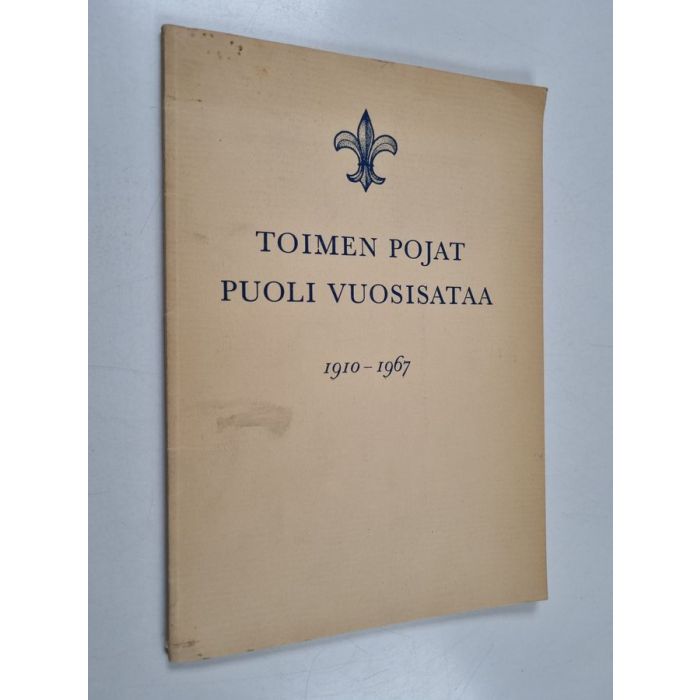 TOIMEN POJAT
PUOLI VUOSISATAA
1910–1967